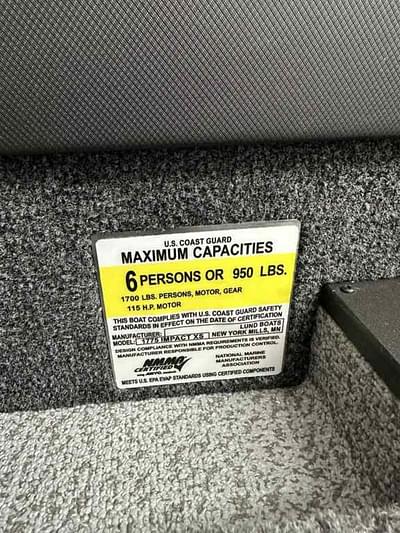 U.S. COAST GUARD
MAXIMUM CAPACITIES
6 PERSONS OR 950 LBS.
1700 LBS. PERSONS, MOTOR, GEAR
115 H.P. MOTOR
THIS BOAT COMPLIES WITH U.S. COAST GUARD SAFETY
STANDARDS IN EFFECT ON THE DATE OF CERTIFICATION
MANUFACTURER: LUND BOATS
MODEL: 1775 IMPACT XS NEW YORK MILLS, MN
DESIGN COMPLIANCE WITH NMMA REQUIREMENTS IS VERIFIED.
MANUFACTURER RESPONSIBLE FOR PRODUCTION CONTROL.
NMMA
CERTIFIED
NATIONAL MARINE
MANUFACTURERS
ASSOCIATION
MEETS U.S. EPA EVAP STANDARDS USING CERTIFIED COMPONENTS